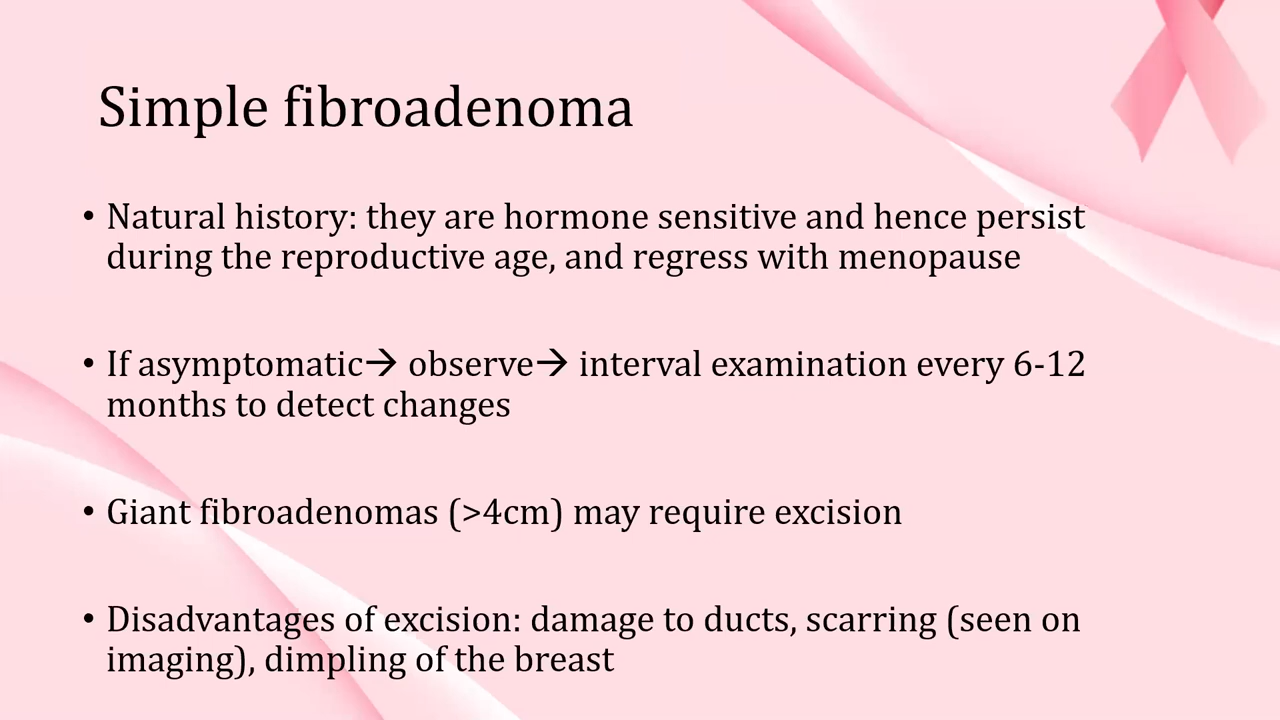 Simple fibroadenoma
• Natural history: they are hormone sensitive and hence persist
during the reproductive age, and regress with menopause
• If asymptomatic→ observe→ interval examination every 6-12
months to detect changes
• Giant fibroadenomas (>4cm) may require excision
• Disadvantages of excision: damage to ducts, scarring (seen on
imaging), dimpling of the breast